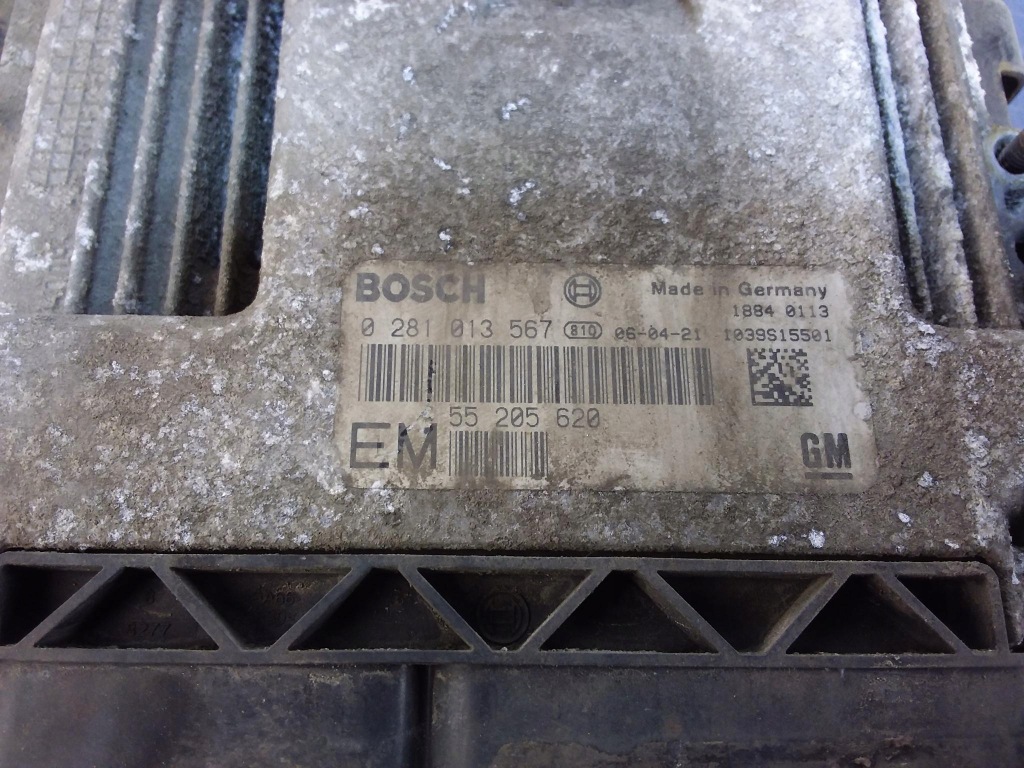 BOSCH Made in Germany
1884 0113
0 281 013 567 810 06-04-21 1039S15501
55 205 620
EM GM